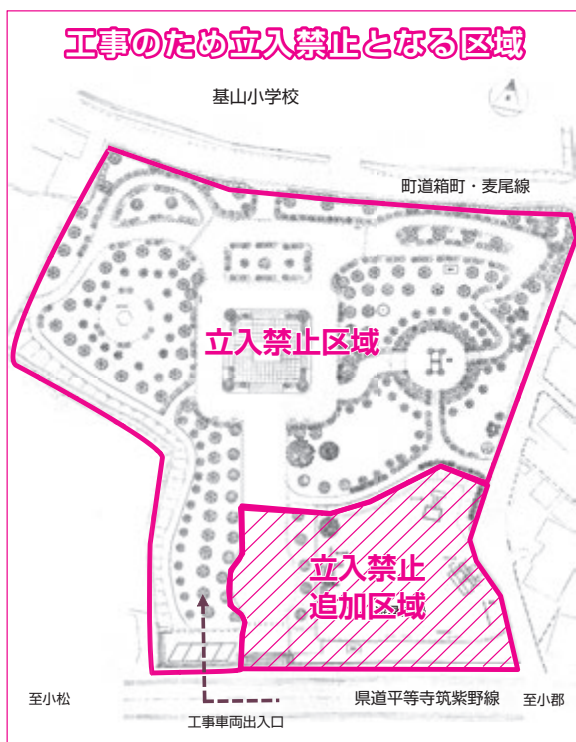 工事のため立入禁止となる区域
基山小学校
町道箱町・麦尾線
立入禁止区域
立入禁止
追加区域
至小松
県道平等寺筑紫野線
至小郡
工事車両出入口